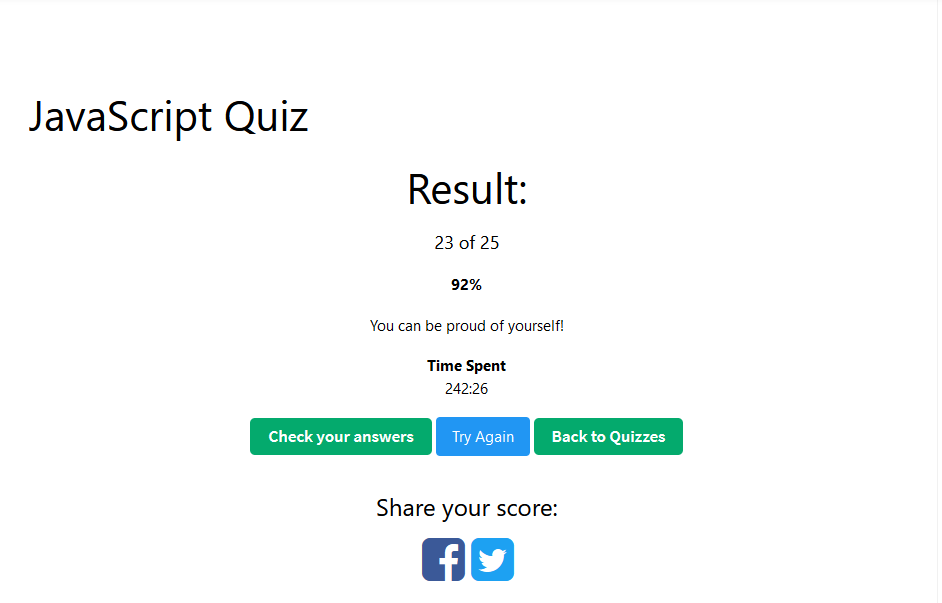 JavaScript Quiz
Result:
23 of 25
92%
You can be proud of yourself!
Time Spent
242:26
Check your answers Try Again Back to Quizzes
Share your score: